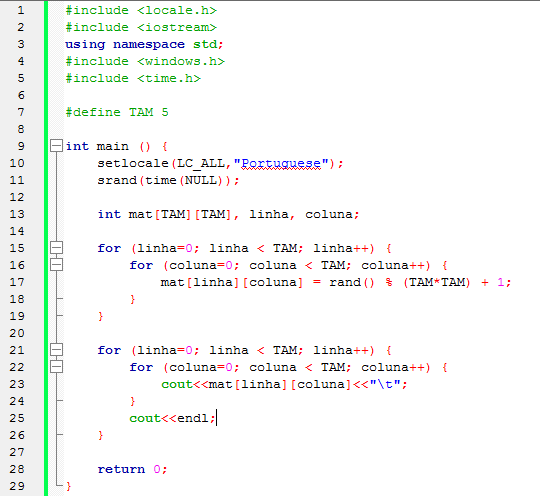 1 #include <locale.h>
2 #include <iostream>
3 using namespace std;
4 #include <windows.h>
5 #include <time.h>
6
7 #define TAM 5
8
9 int main () {
10     setlocale(LC_ALL,"Portuguese");
11     srand(time(NULL));
12
13     int mat[TAM][TAM], linha, coluna;
14
15     for (linha=0; linha < TAM; linha++) {
16         for (coluna=0; coluna < TAM; coluna++) {
17             mat[linha][coluna] = rand() % (TAM*TAM) + 1;
18         }
19     }
20
21     for (linha=0; linha < TAM; linha++) {
22         for (coluna=0; coluna < TAM; coluna++) {
23             cout<<mat[linha][coluna]<<"\t";
24         }
25         cout<<endl;
26     }
27
28     return 0;
29 }